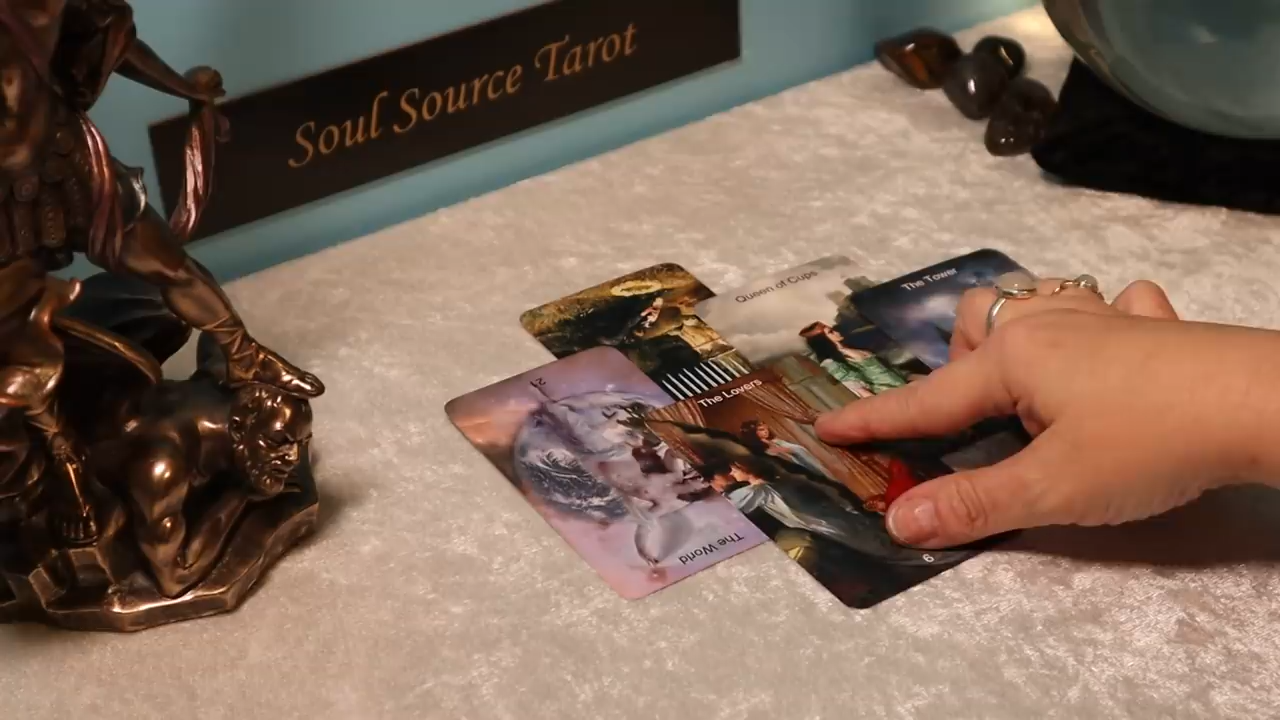 Soul Source Tarot
Queen of Cups
The Tower
21
The Lovers
The World
6